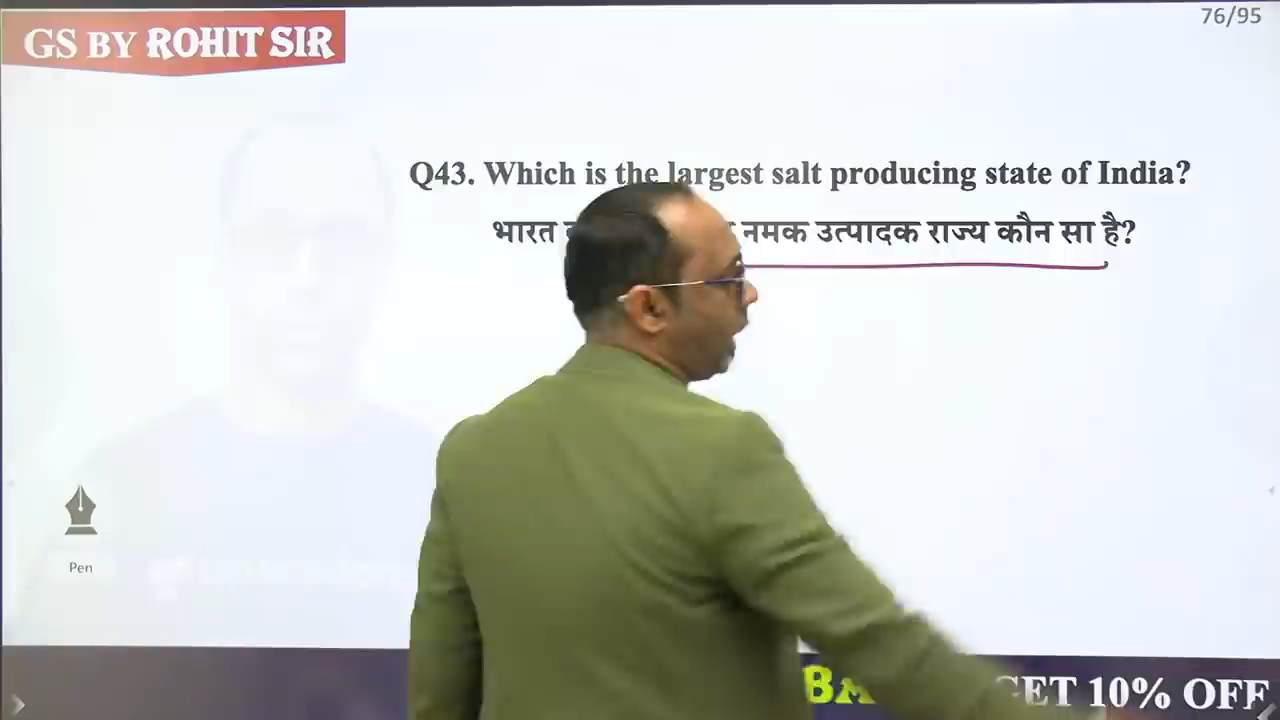 76/95
GS BY ROHIT SIR
Q43. Which is the largest salt producing state of India?
भारत नमक उत्पादक राज्य कौन सा है?
Pen
GET 10% OFF